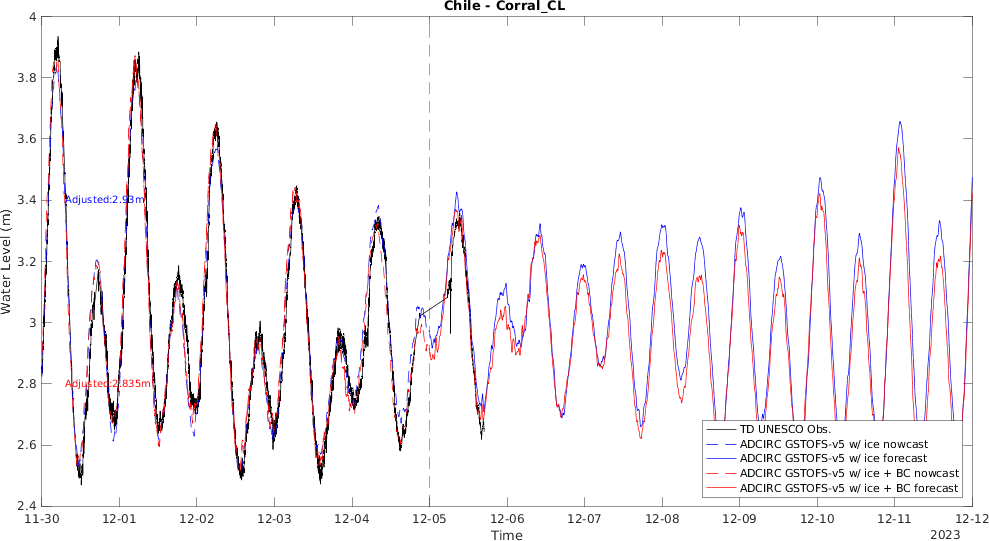 Chile - Corral_CL
4
3.8
3.6
3.4
3.2
3
2.8
2.6
2.4
Water Level (m)
Adjusted:2.93m
Adjusted:2.835m
TD UNESCO Obs.
ADCIRC GSTOFS-v5 w/ ice nowcast
ADCIRC GSTOFS-v5 w/ ice forecast
ADCIRC GSTOFS-v5 w/ ice + BC nowcast
ADCIRC GSTOFS-v5 w/ ice + BC forecast
11-30 12-01 12-02 12-03 12-04 12-05 12-06 12-07 12-08 12-09 12-10 12-11 12-12
Time
2023